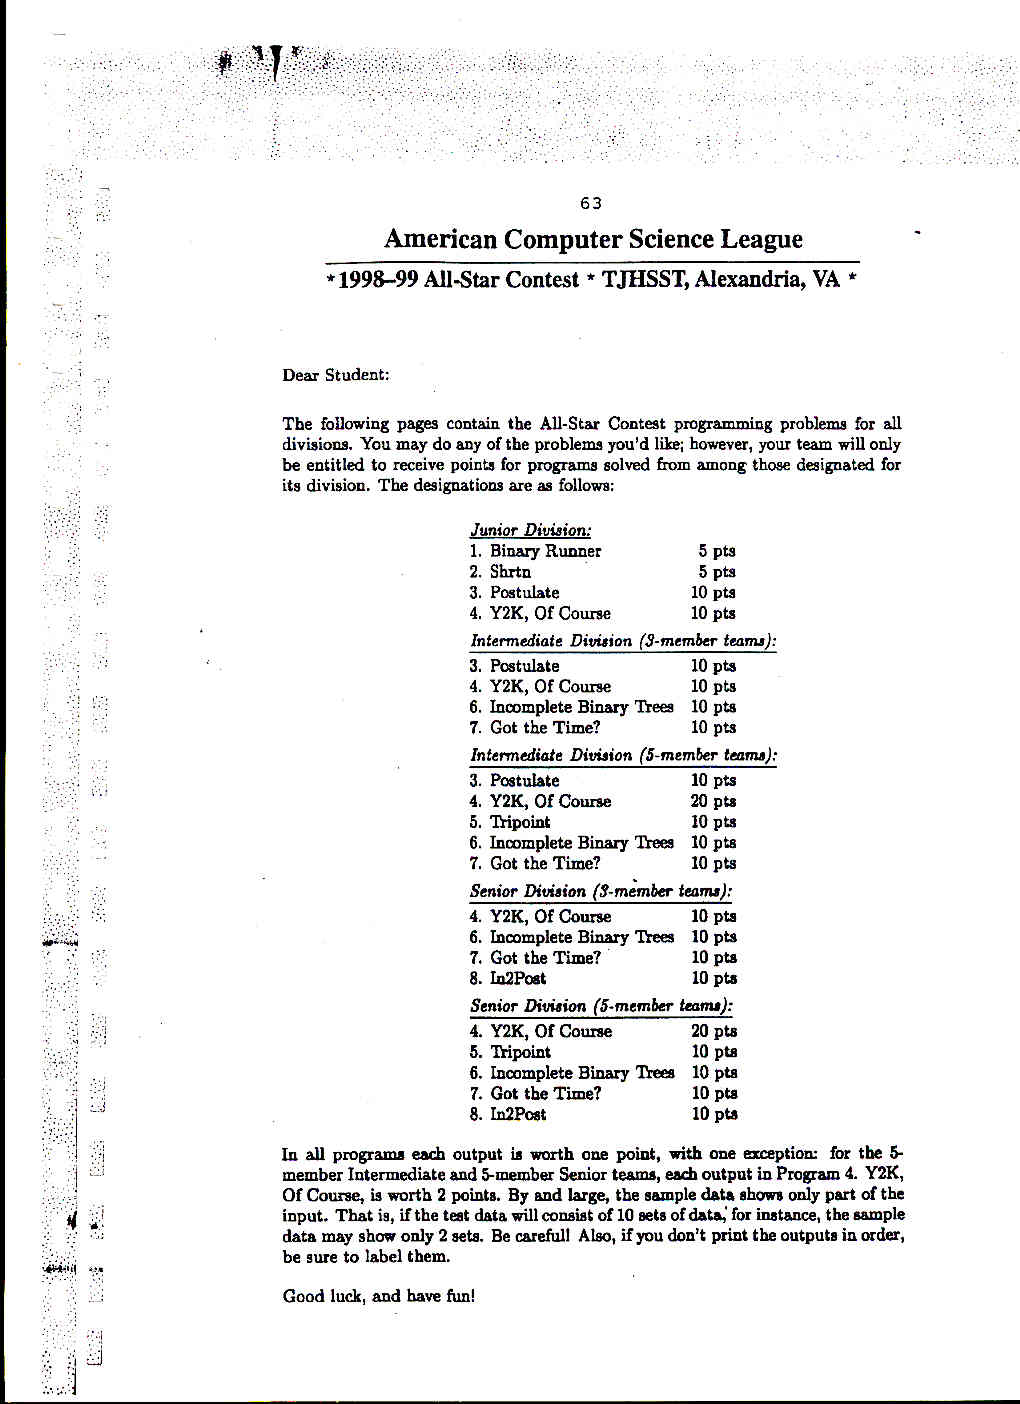 63
American Computer Science League
*1998–99 All-Star Contest * TJHSST, Alexandria, VA *
Dear Student:
The following pages contain the All-Star Contest programming problems for all
divisions. You may do any of the problems you'd like; however, your team will only
be entitled to receive points for programs solved from among those designated for
its division. The designations are as follows:
Junior Division:
1. Binary Runner 5 pts
2. Shrtn 5 pts
3. Postulate 10 pts
4. Y2K, Of Course 10 pts
Intermediate Division (3-member teams):
3. Postulate 10 pts
4. Y2K, Of Course 10 pts
6. Incomplete Binary Trees 10 pts
7. Got the Time? 10 pts
Intermediate Division (5-member teams):
3. Postulate 10 pts
4. Y2K, Of Course 20 pts
5. Tripoint 10 pts
6. Incomplete Binary Trees 10 pts
7. Got the Time? 10 pts
Senior Division (3-member teams):
4. Y2K, Of Course 10 pts
6. Incomplete Binary Trees 10 pts
7. Got the Time? 10 pts
8. In2Post 10 pts
Senior Division (5-member teams):
4. Y2K, Of Course 20 pts
5. Tripoint 10 pts
6. Incomplete Binary Trees 10 pts
7. Got the Time? 10 pts
8. In2Post 10 pts
In all programs each output is worth one point, with one exception: for the 5-
member Intermediate and 5-member Senior teams, each output in Program 4. Y2K,
Of Course, is worth 2 points. By and large, the sample data shows only part of the
input. That is, if the test data will consist of 10 sets of data, for instance, the sample
data may show only 2 sets. Be careful! Also, if you don't print the outputs in order,
be sure to label them.
Good luck, and have fun!